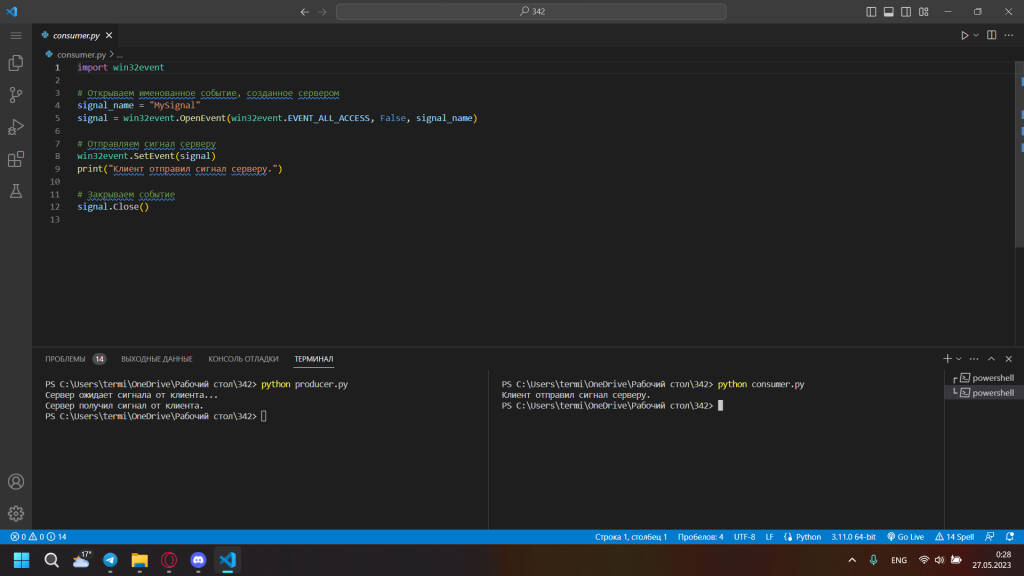 342
consumer.py
consumer.py > ...
1 import win32event
2
3 # Открываем именованное событие, созданное сервером
4 signal_name = "MySignal"
5 signal = win32event.OpenEvent(win32event.EVENT_ALL_ACCESS, False, signal_name)
6
7 # Отправляем сигнал серверу
8 win32event.SetEvent(signal)
9 print("Клиент отправил сигнал серверу.")
10
11 # Закрываем событие
12 signal.Close()
13
ПРОБЛЕМЫ 14 ВЫХОДНЫЕ ДАННЫЕ КОНСОЛЬ ОТЛАДКИ ТЕРМИНАЛ
PS C:\Users\termi\OneDrive\Рабочий стол\342> python producer.py
Сервер ожидает сигнала от клиента...
Сервер получил сигнал от клиента.
PS C:\Users\termi\OneDrive\Рабочий стол\342>
PS C:\Users\termi\OneDrive\Рабочий стол\342> python consumer.py
Клиент отправил сигнал серверу.
PS C:\Users\termi\OneDrive\Рабочий стол\342>
powershell
powershell
0 0 14 Строка 1, столбец 1 Пробелов: 4 UTF-8 LF Python 3.11.0 64-bit Go Live 14 Spell
17°
ENG
0:28
27.05.2023